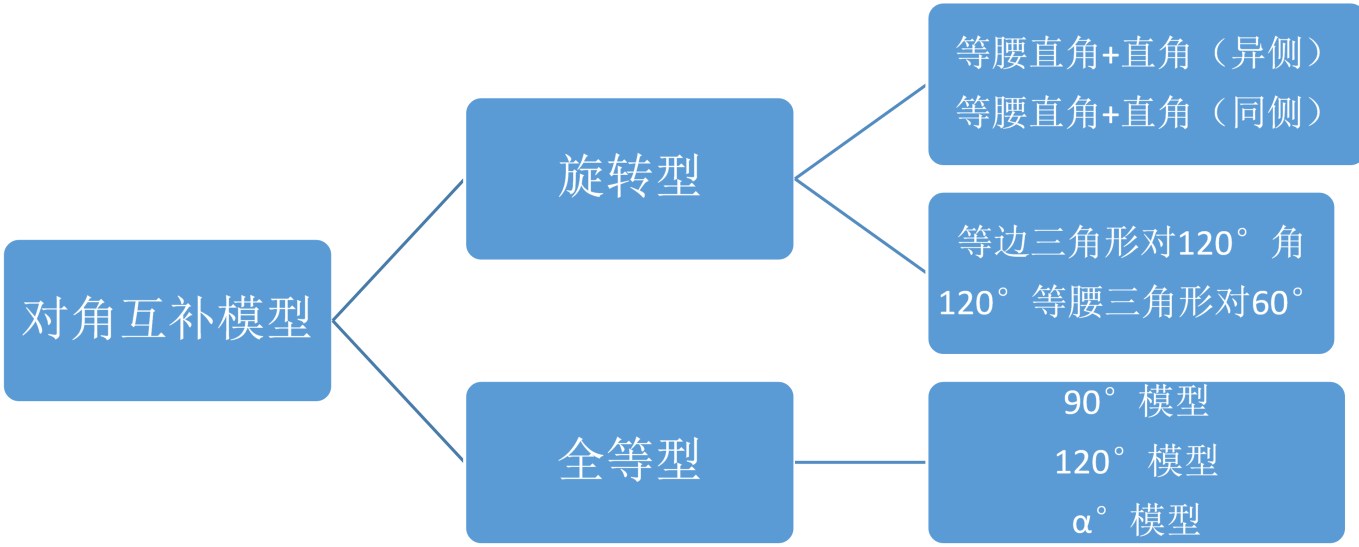 对角互补模型
旋转型
等腰直角+直角（异侧）
等腰直角+直角（同侧）
等边三角形对120°角
120°等腰三角形对60°
全等型
90°模型
120°模型
α°模型